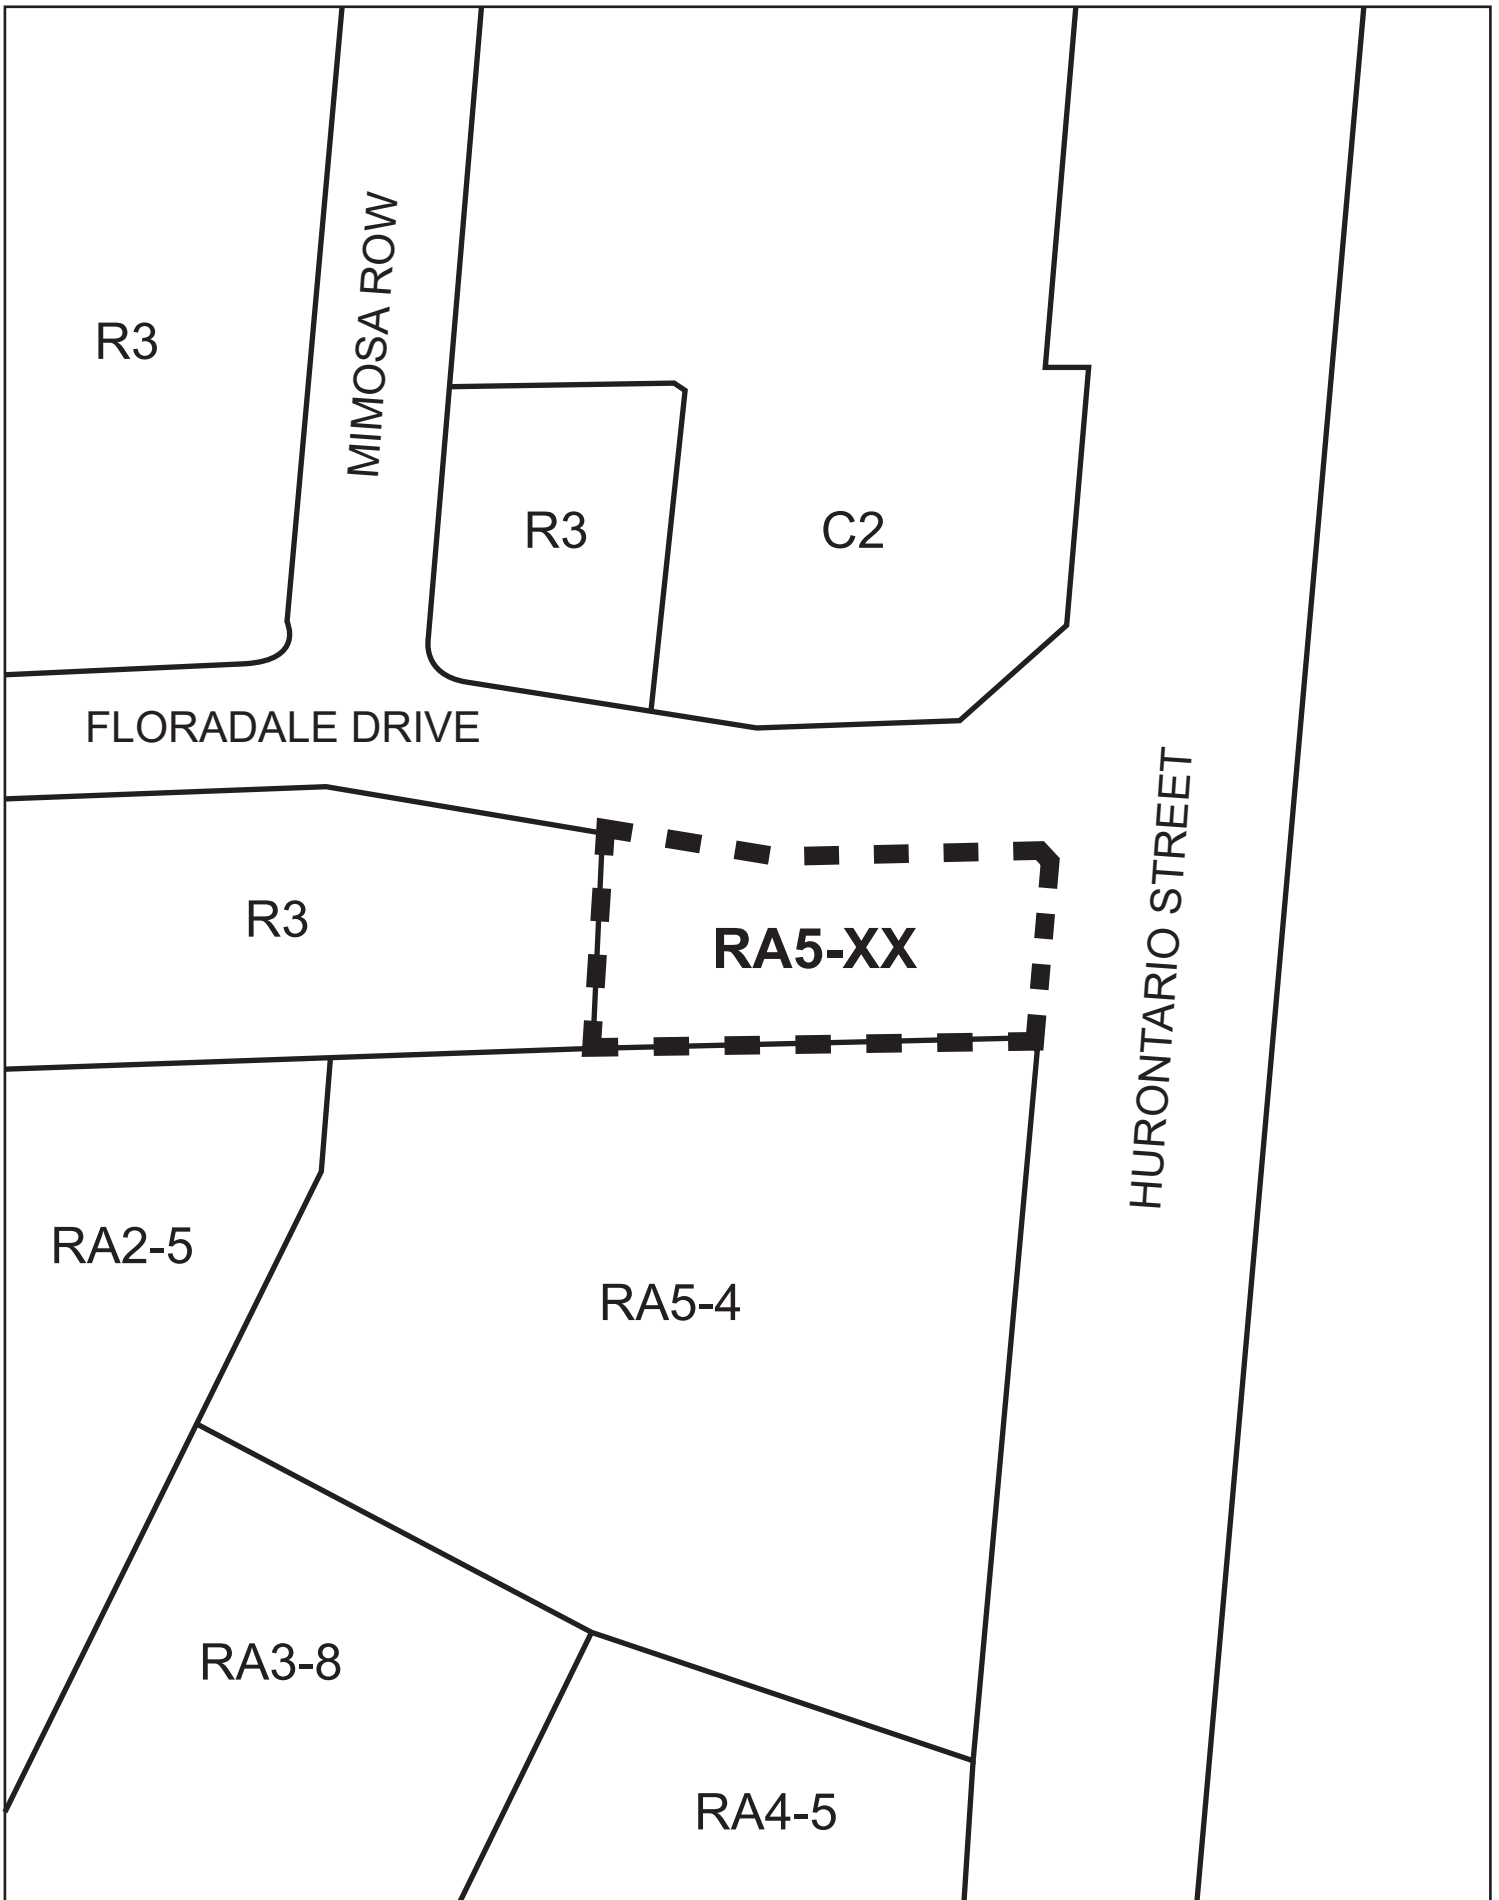 MIMOSA ROW
R3
R3
C2
FLORADALE DRIVE
HURONTARIO STREET
R3
RA5-XX
RA2-5
RA5-4
RA3-8
RA4-5